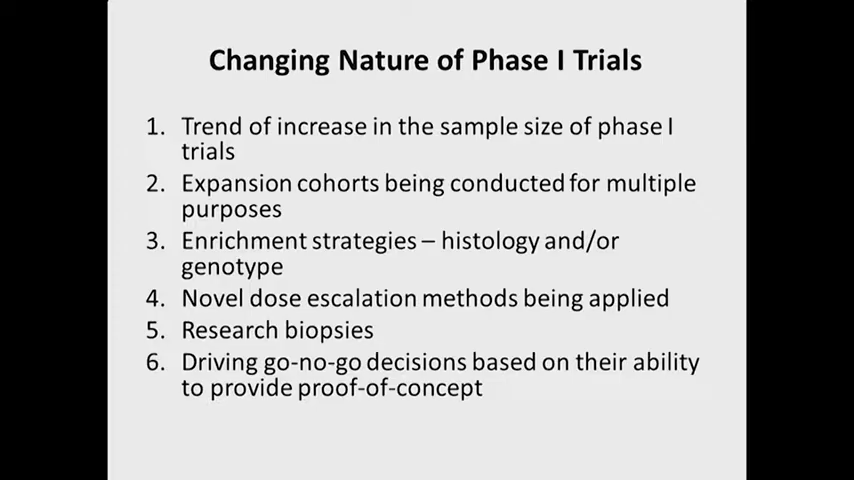 Changing Nature of Phase I Trials
1. Trend of increase in the sample size of phase I
trials
2. Expansion cohorts being conducted for multiple
purposes
3. Enrichment strategies – histology and/or
genotype
4. Novel dose escalation methods being applied
5. Research biopsies
6. Driving go-no-go decisions based on their ability
to provide proof-of-concept